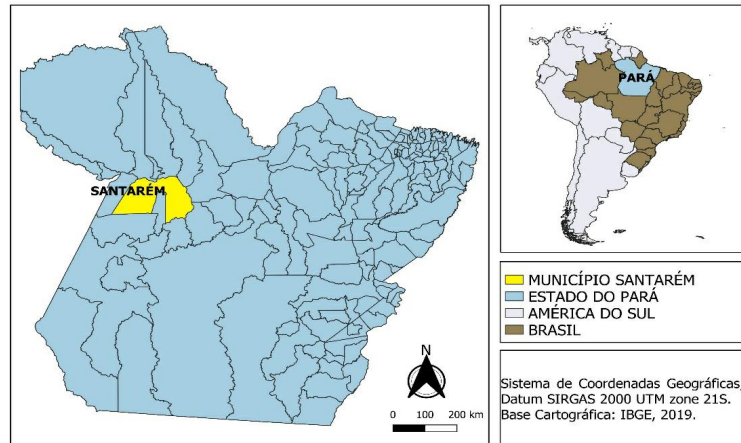 SANTARÉM
N
0 100 200 km
PARÁ
MUNICÍPIO SANTARÉM
ESTADO DO PARÁ
AMÉRICA DO SUL
BRASIL
Sistema de Coordenadas Geográficas,
Datum SIRGAS 2000 UTM zone 21S.
Base Cartográfica: IBGE, 2019.